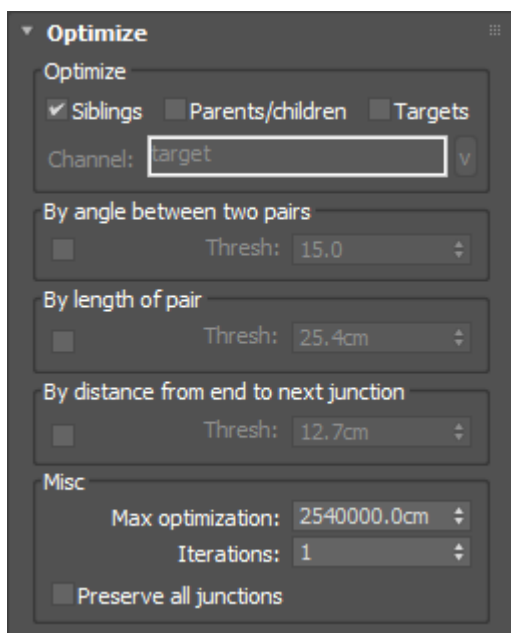 Optimize
Optimize
Siblings Parents/children Targets
Channel: target v
By angle between two pairs
Thresh: 15.0
By length of pair
Thresh: 25.4cm
By distance from end to next junction
Thresh: 12.7cm
Misc
Max optimization: 2540000.0cm
Iterations: 1
Preserve all junctions